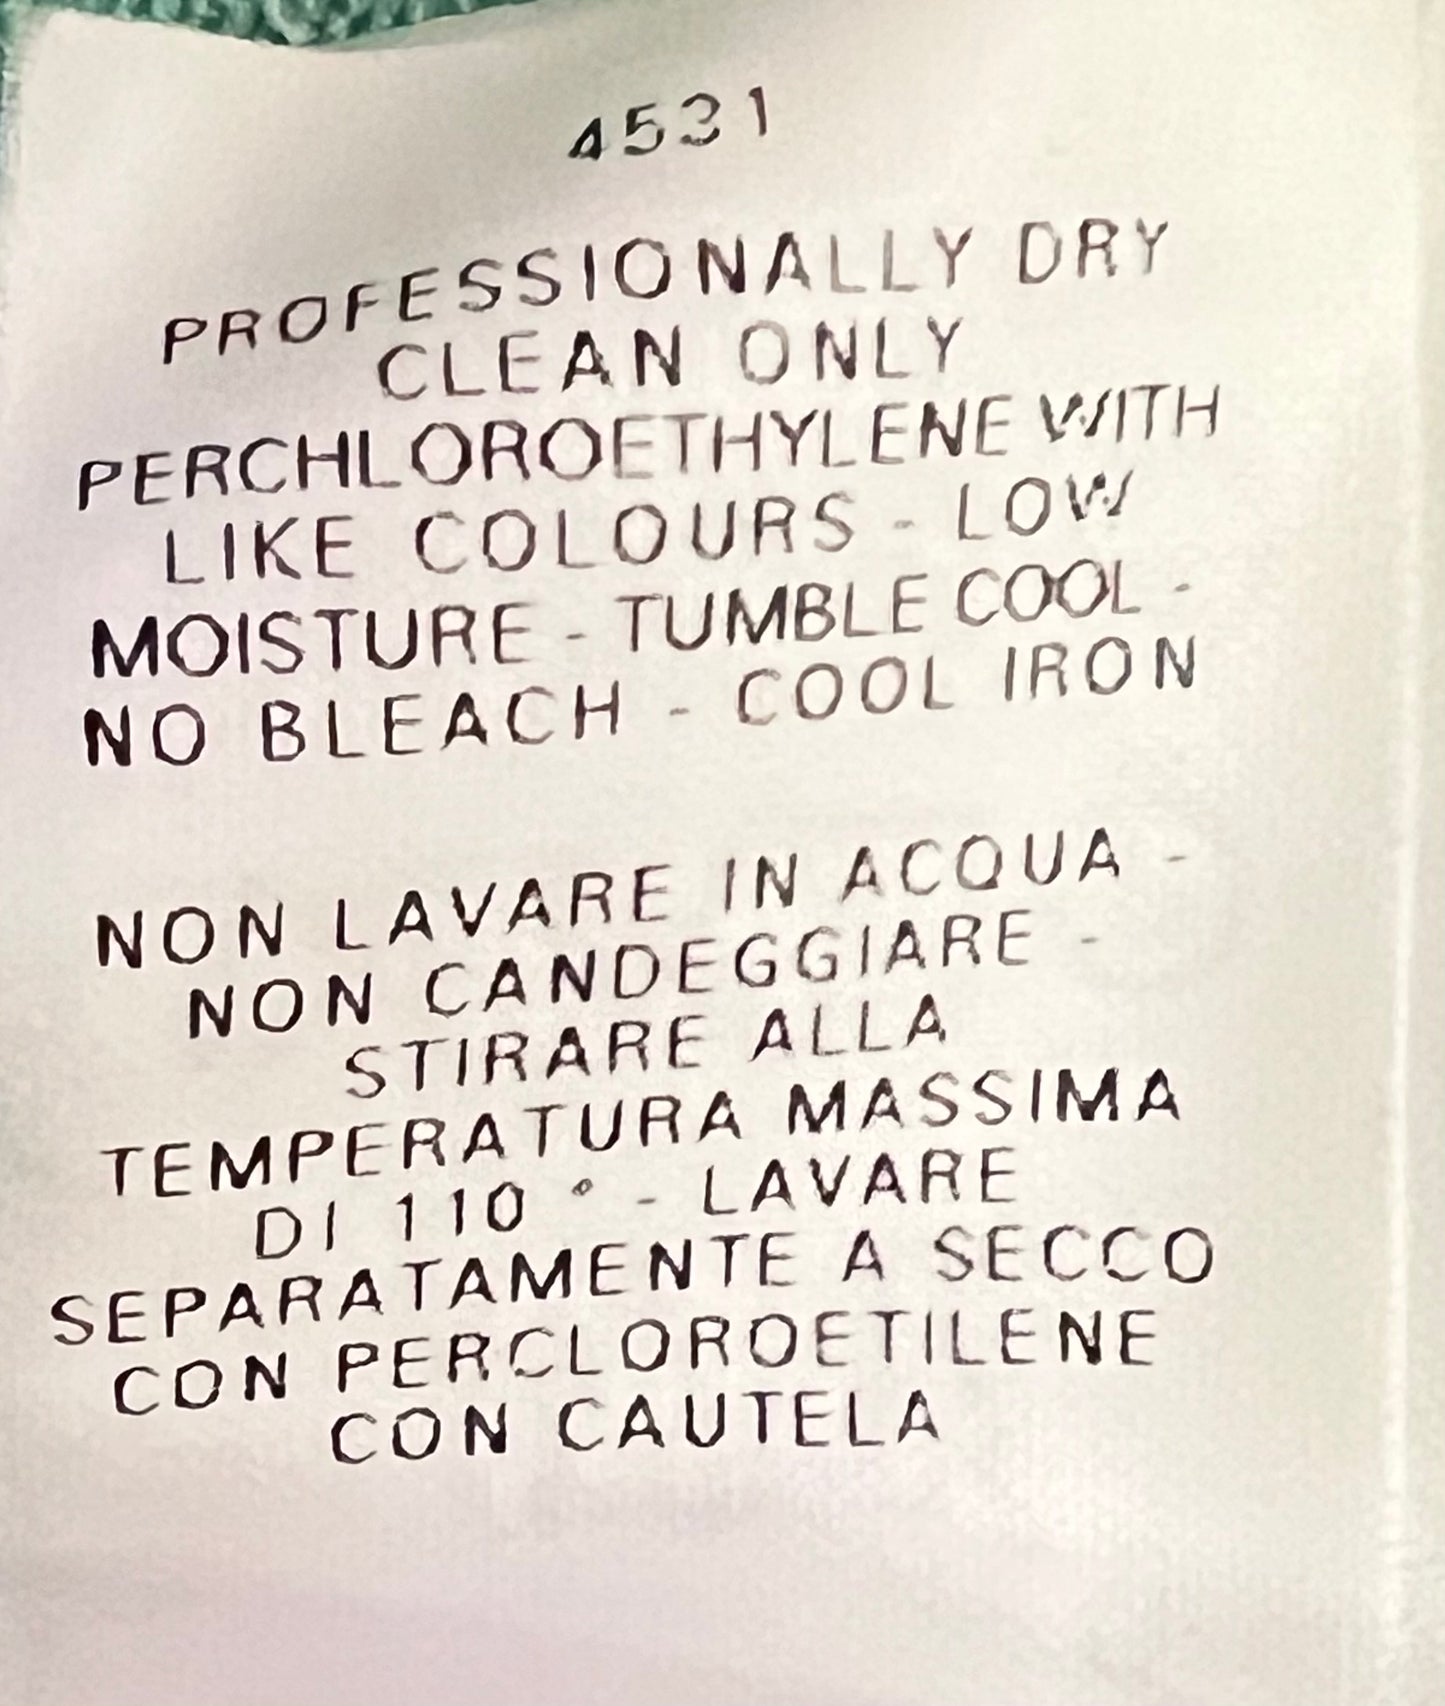 4531
PROFESSIONALLY DRY
CLEAN ONLY
PERCHLOROETHYLENE WITH
LIKE COLOURS - LOW
MOISTURE - TUMBLE COOL -
NO BLEACH - COOL IRON
NON LAVARE IN ACQUA -
NON CANDEGGIARE -
STIRARE ALLA
TEMPERATURA MASSIMA
DI 110 ° - LAVARE
SEPARATAMENTE A SECCO
CON PERCLOROETILENE
CON CAUTELA